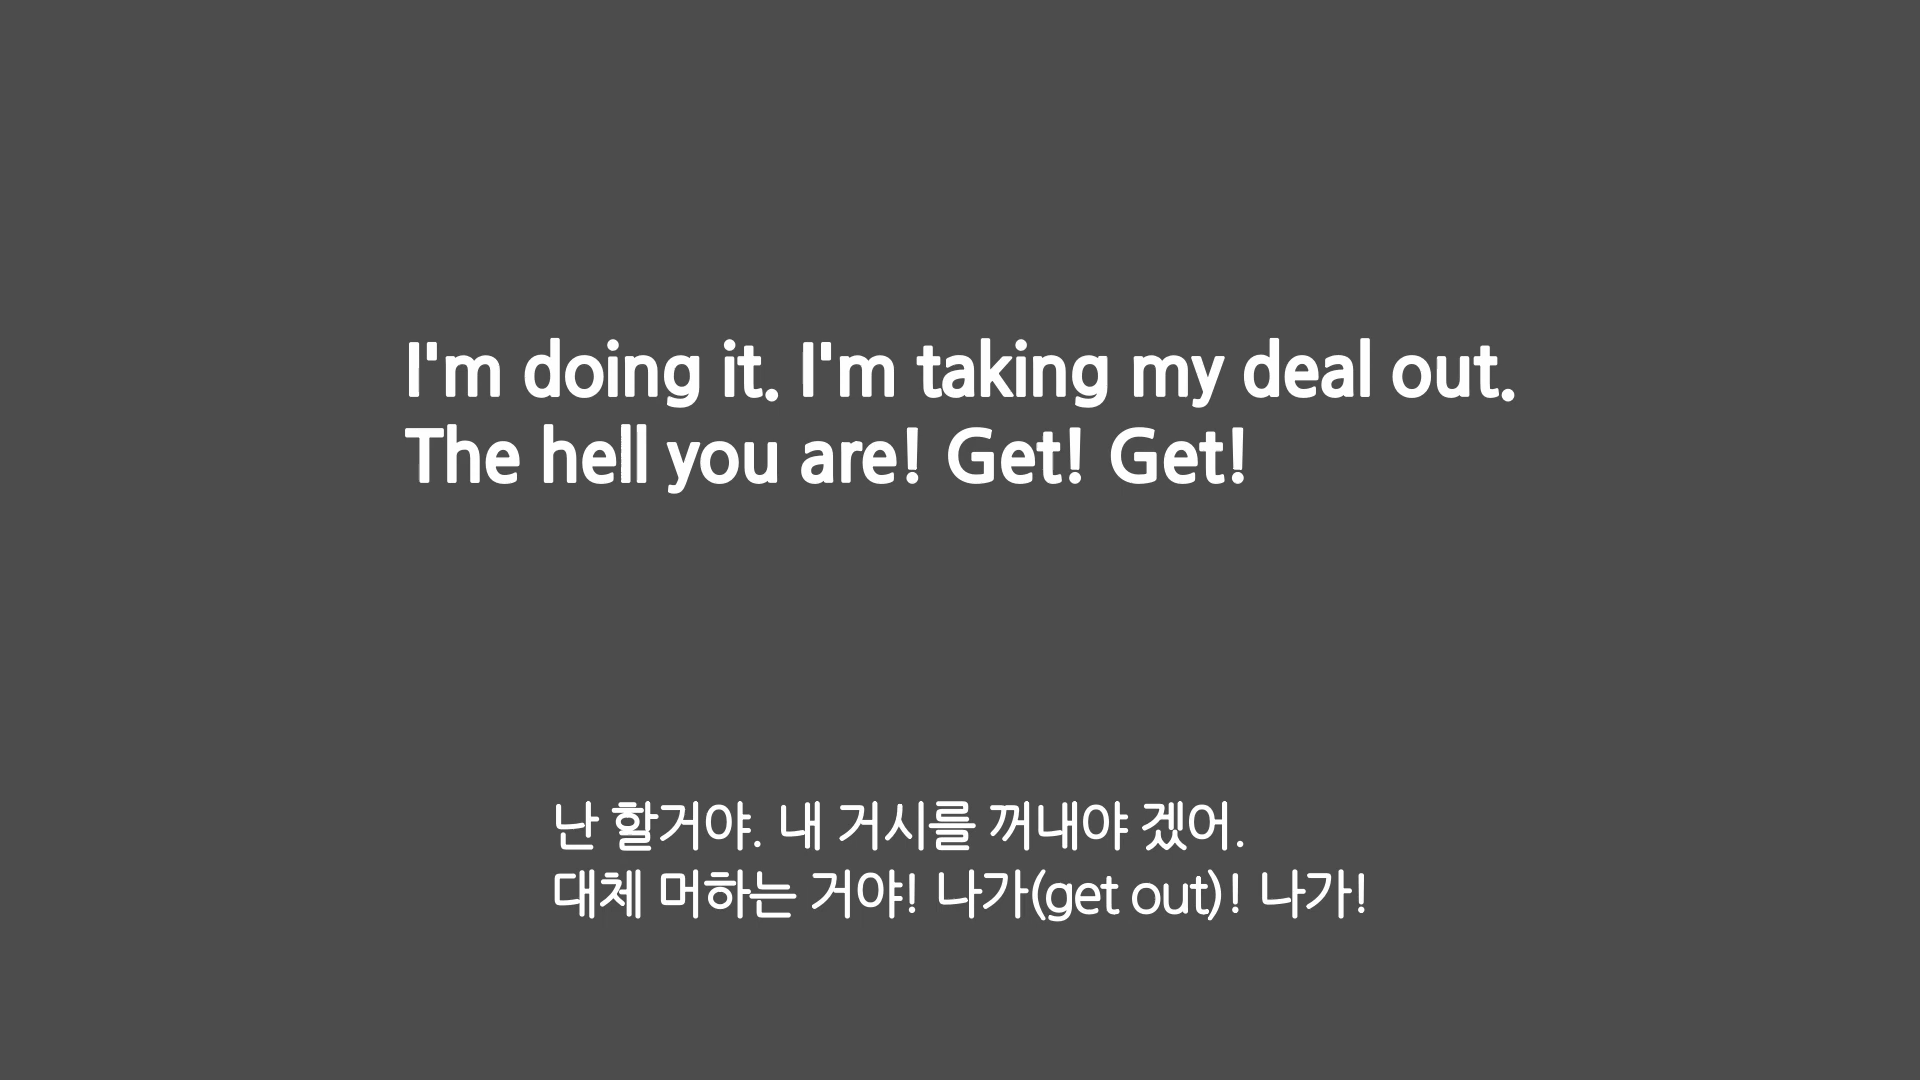 I'm doing it. I'm taking my deal out.
The hell you are! Get! Get!
난 할거야. 내 거시를 꺼내야 겠어.
대체 머하는 거야! 나가(get out)! 나가!